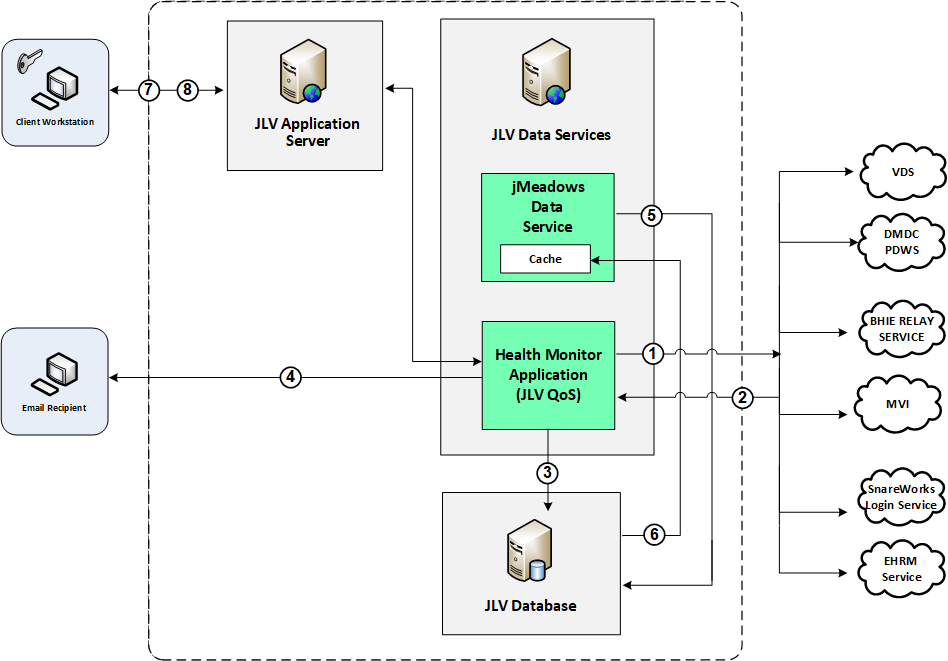 Client Workstation
7
8
JLV Application
Server
JLV Data Services
jMeadows
Data
Service
Cache
5
Health Monitor
Application
(JLV QoS)
1
2
4
Email Recipient
3
6
JLV Database
VDS
DMDC
PDWS
BHIE RELAY
SERVICE
MVI
SnareWorks
Login Service
EHRM
Service